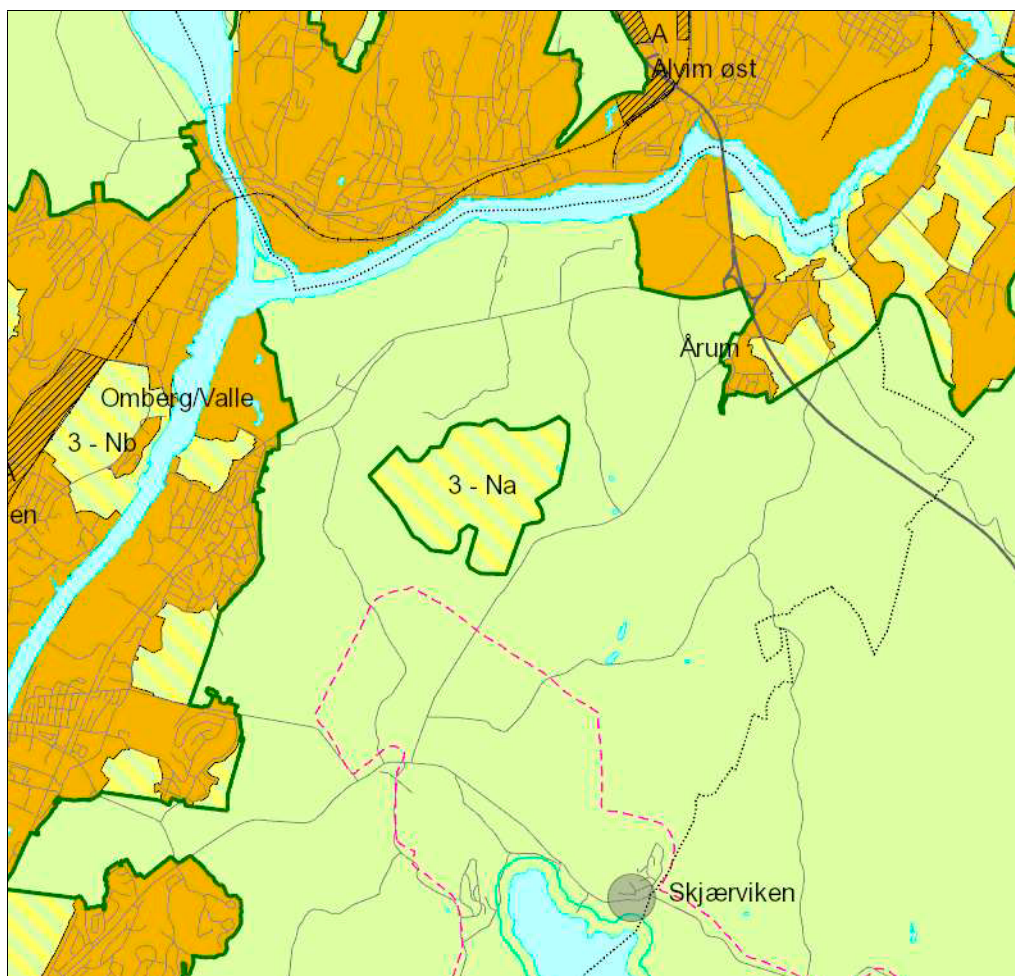 A
Alvim øst
Årum
Omberg/Valle
3 - Nb
3 - Na
en
Skjærviken